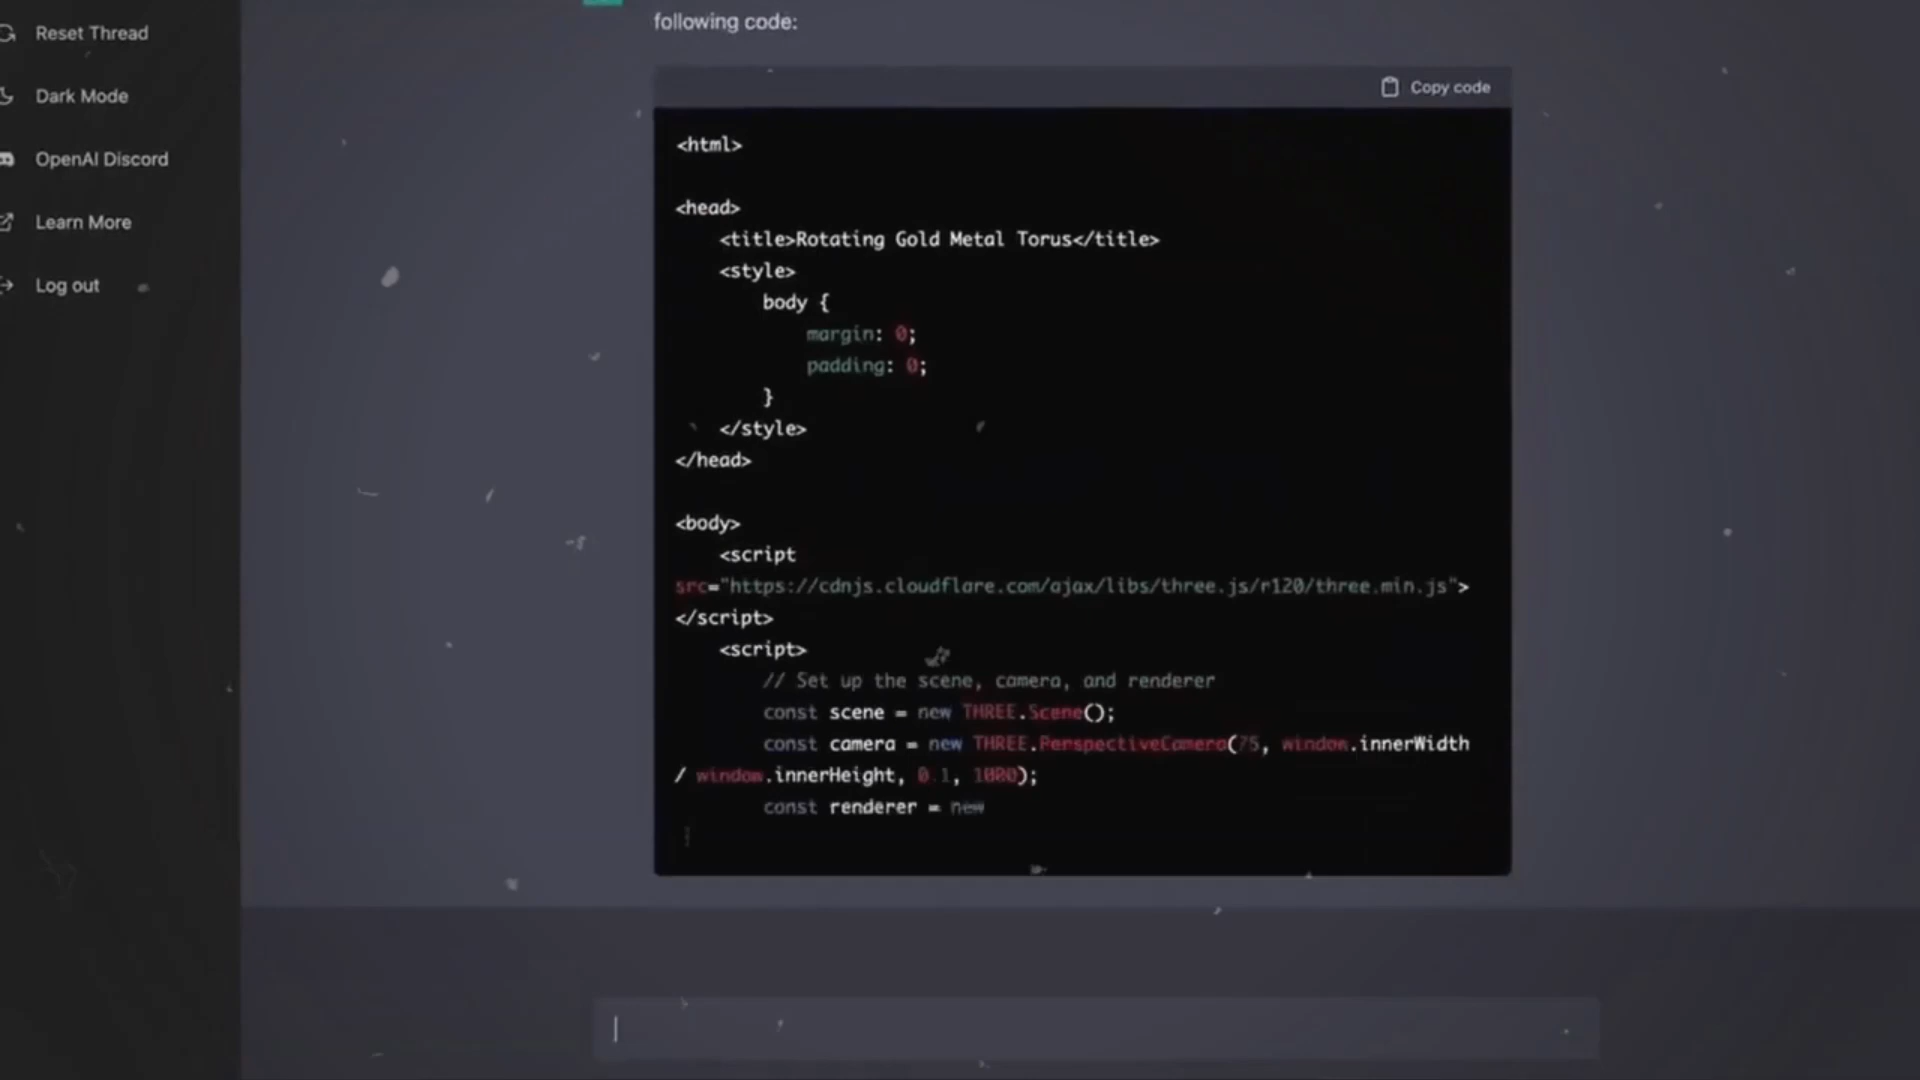 Reset Thread
Dark Mode
OpenAI Discord
Learn More
Log out
following code:
Copy code
<html>
<head>
<title>Rotating Gold Metal Torus</title>
<style>
body {
margin: 0;
padding: 0;
}
</style>
</head>
<body>
<script
src="https://cdnjs.cloudflare.com/ajax/libs/three.js/r120/three.min.js">
</script>
<script>
// Set up the scene, camera, and renderer
const scene = new THREE.Scene();
const camera = new THREE.PerspectiveCamera(75, window.innerWidth
/ window.innerHeight, 0.1, 1000);
const renderer = new